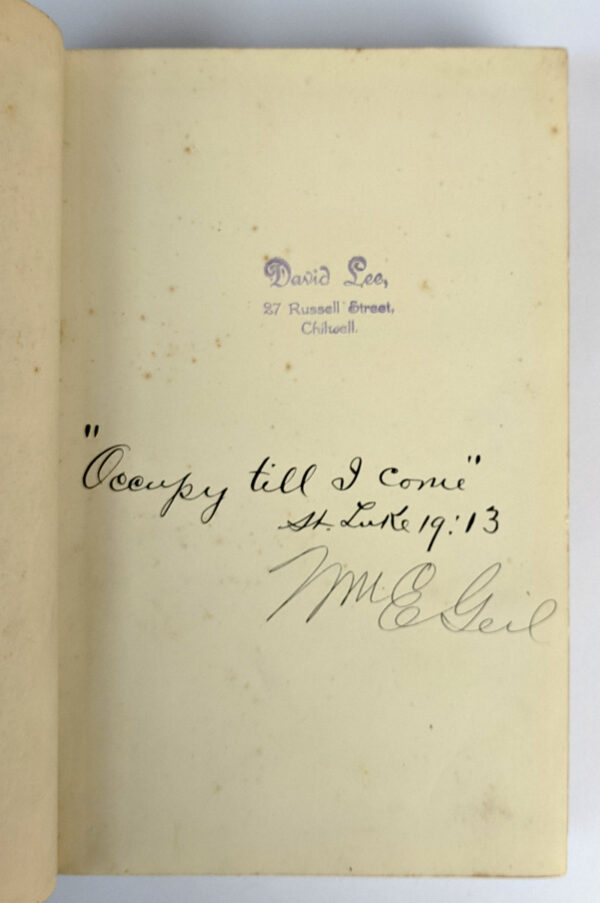 David Lee,
27 Russell Street,
Chilwell.
"Occupy till I come"
St. Luke 19:13
Wm. E Geil